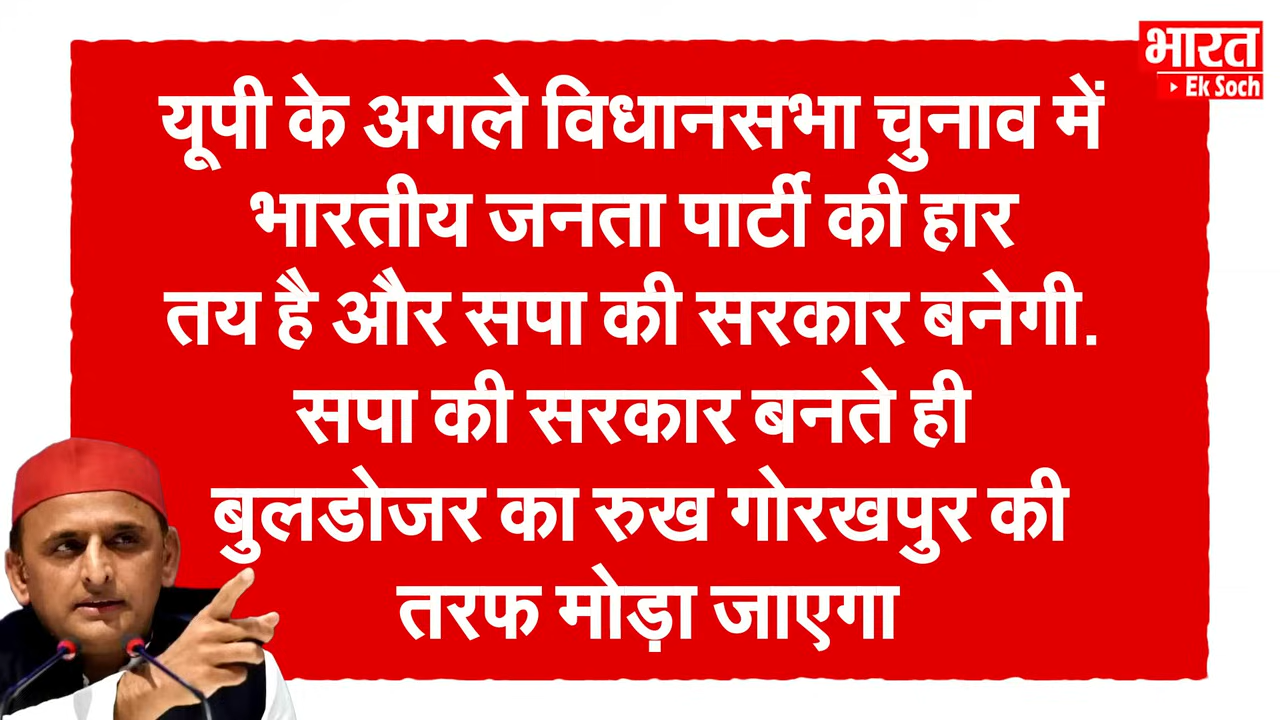 भारत
Ek Soch
यूपी के अगले विधानसभा चुनाव में
भारतीय जनता पार्टी की हार
तय है और सपा की सरकार बनेगी.
सपा की सरकार बनते ही
बुलडोजर का रुख गोरखपुर की
तरफ मोड़ा जाएगा